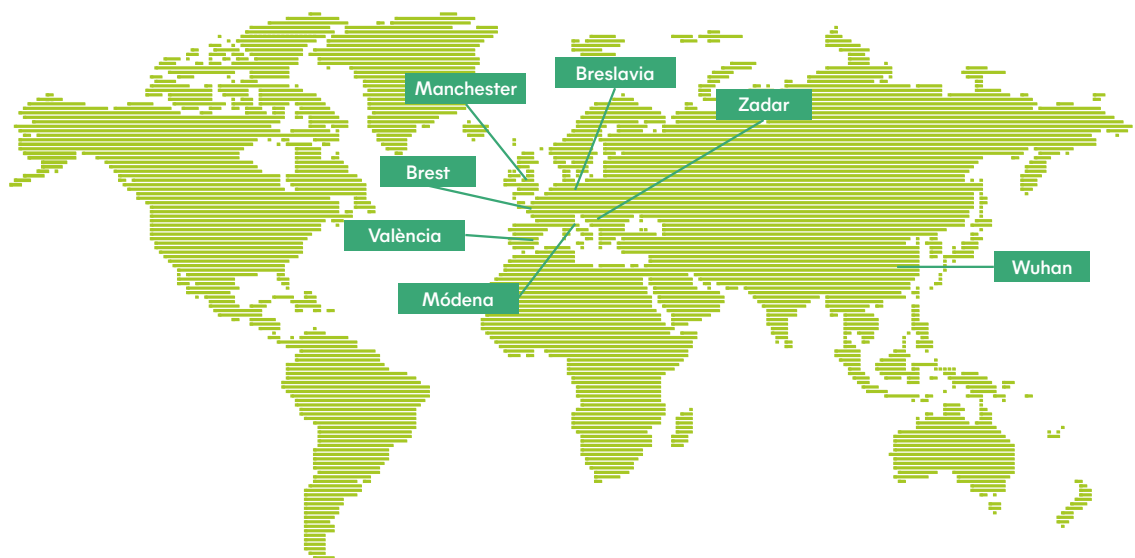 Breslavia
Manchester
Zadar
Brest
València
Wuhan
Módena